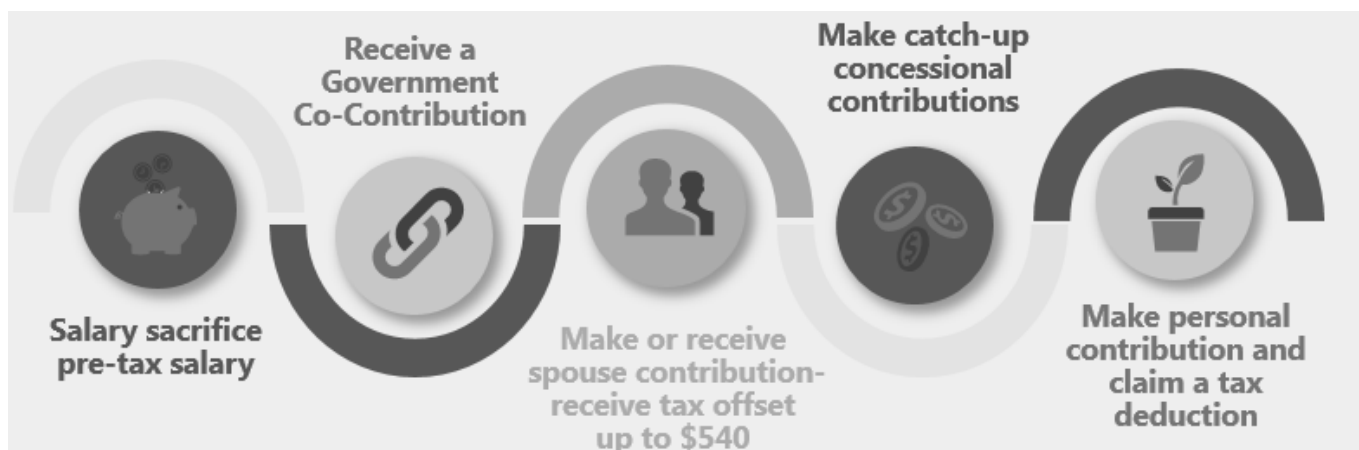 Salary sacrifice
pre-tax salary
Receive a
Government
Co-Contribution
Make or receive
spouse contribution-
receive tax offset
up to $540
Make catch-up
concessional
contributions
Make personal
contribution and
claim a tax
deduction